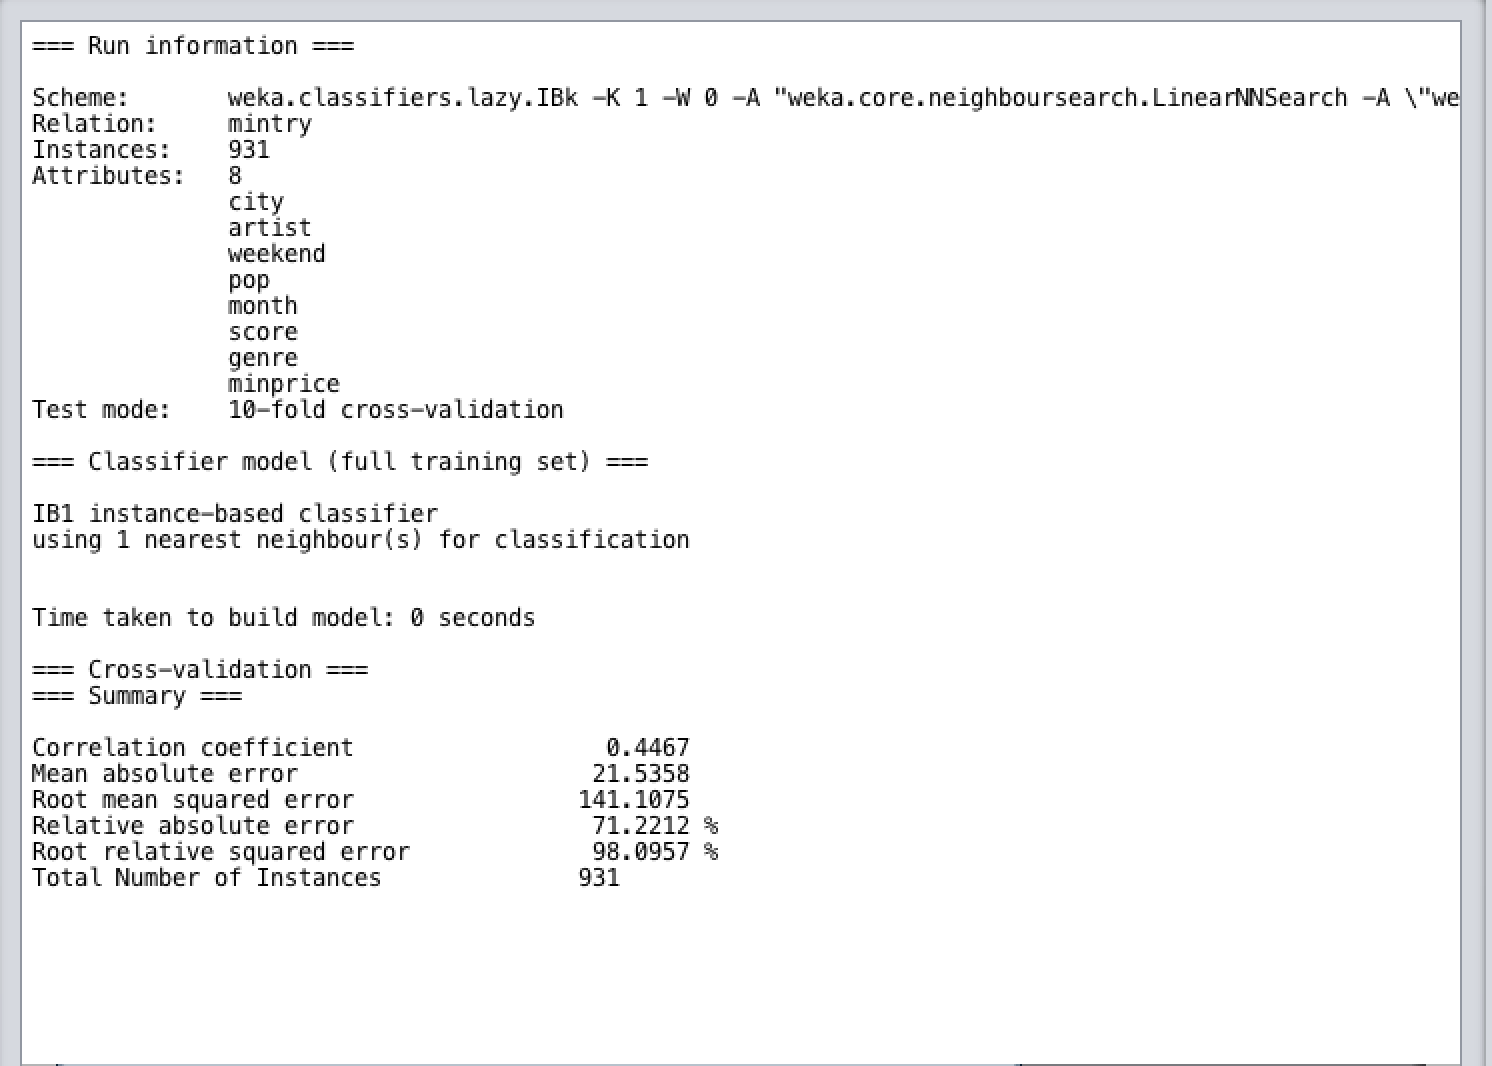 === Run information ===
Scheme: weka.classifiers.lazy.IBk -K 1 -W 0 -A "weka.core.neighboursearch.LinearNNSearch -A \"we
Relation: mintry
Instances: 931
Attributes: 8
city
artist
weekend
pop
month
score
genre
minprice
Test mode: 10-fold cross-validation
=== Classifier model (full training set) ===
IB1 instance-based classifier
using 1 nearest neighbour(s) for classification
Time taken to build model: 0 seconds
=== Cross-validation ===
=== Summary ===
Correlation coefficient 0.4467
Mean absolute error 21.5358
Root mean squared error 141.1075
Relative absolute error 71.2212 %
Root relative squared error 98.0957 %
Total Number of Instances 931